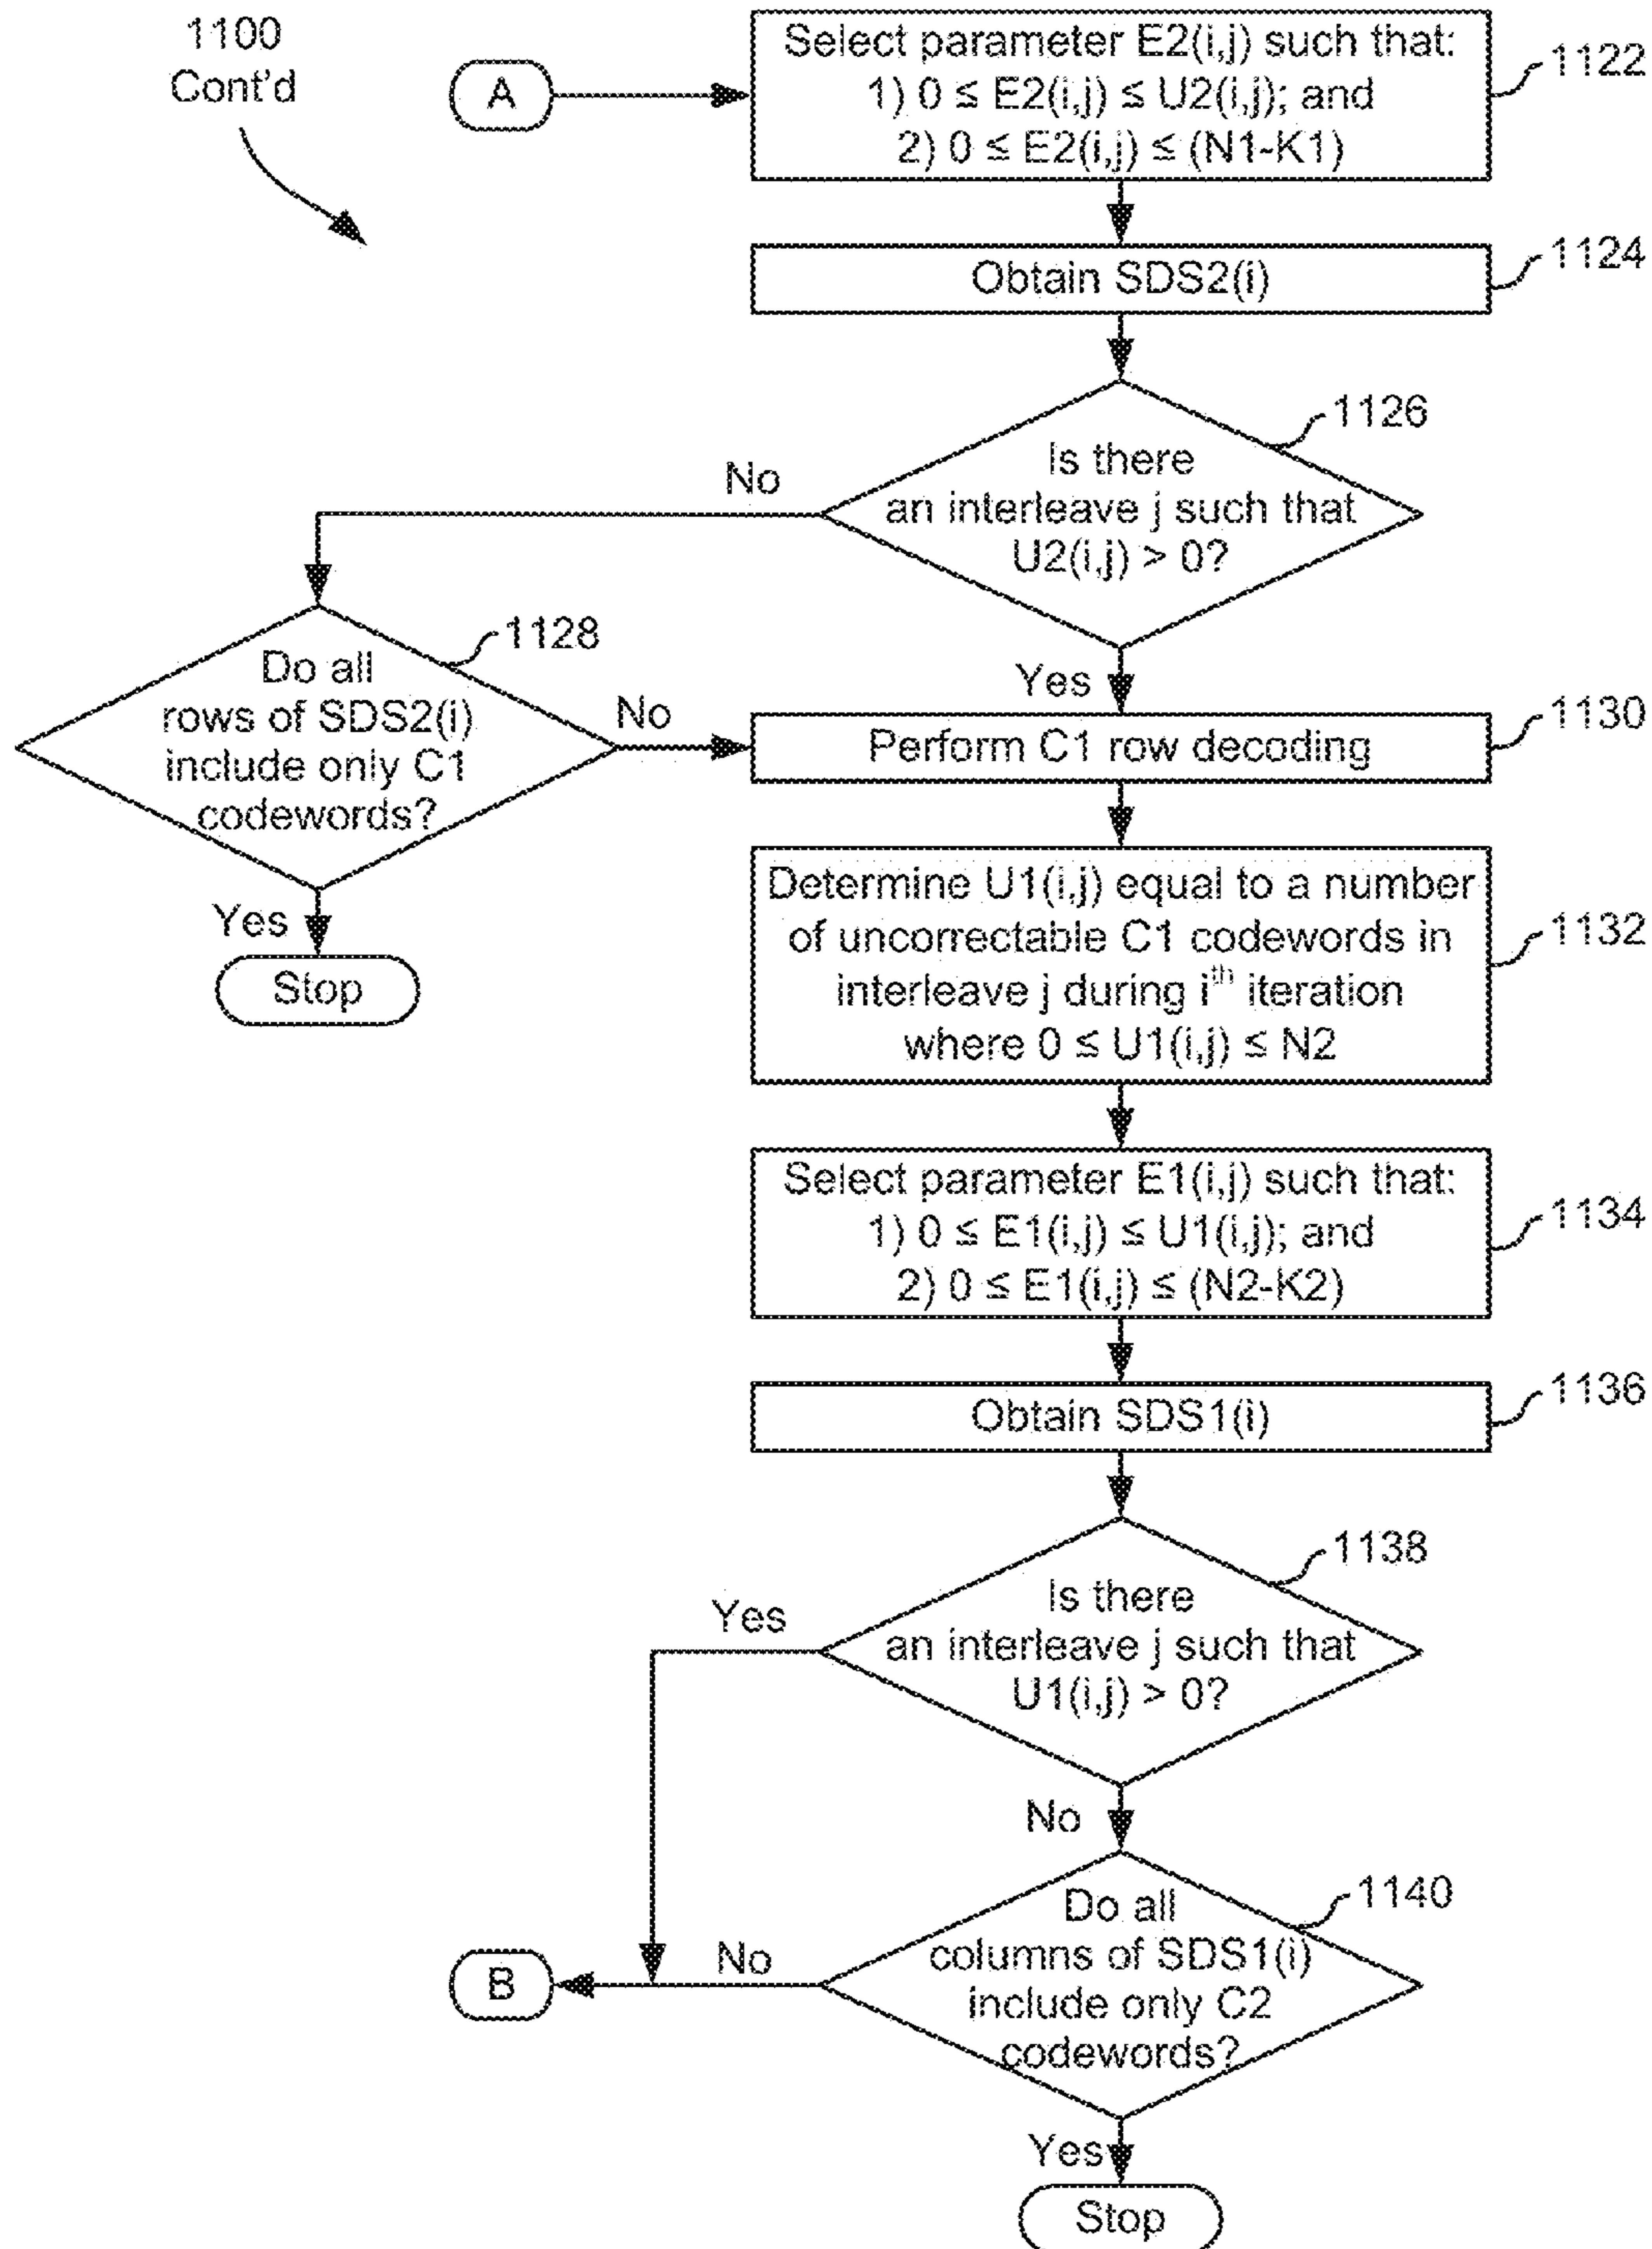 1100
Cont'd
A
Select parameter E2(i,j) such that:
1) 0 ≤ E2(i,j) ≤ U2(i,j); and
2) 0 ≤ E2(i,j) ≤ (N1-K1)
1122
Obtain SDS2(i)
1124
Is there
an interleave j such that
U2(i,j) > 0?
1126
No
Yes
Do all
rows of SDS2(i)
include only C1
codewords?
1128
No
Yes
Stop
Perform C1 row decoding
1130
Determine U1(i,j) equal to a number
of uncorrectable C1 codewords in
interleave j during ith iteration
where 0 ≤ U1(i,j) ≤ N2
1132
Select parameter E1(i,j) such that:
1) 0 ≤ E1(i,j) ≤ U1(i,j); and
2) 0 ≤ E1(i,j) ≤ (N2-K2)
1134
Obtain SDS1(i)
1136
Is there
an interleave j such that
U1(i,j) > 0?
1138
Yes
No
Do all
columns of SDS1(i)
include only C2
codewords?
1140
No
B
Yes
Stop